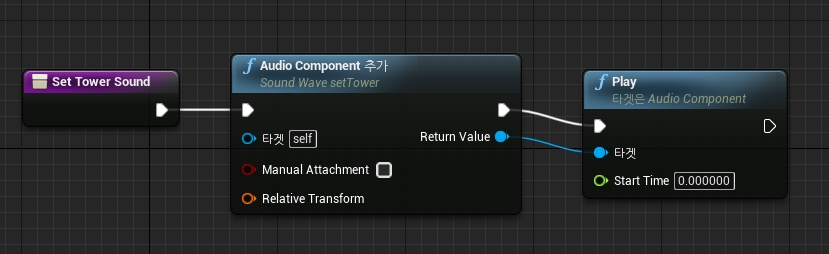 Set Tower Sound
Audio Component 추가
Sound Wave setTower
타겟 self
Return Value
Manual Attachment
Relative Transform
Play
타겟은 Audio Component
타겟
Start Time 0.000000